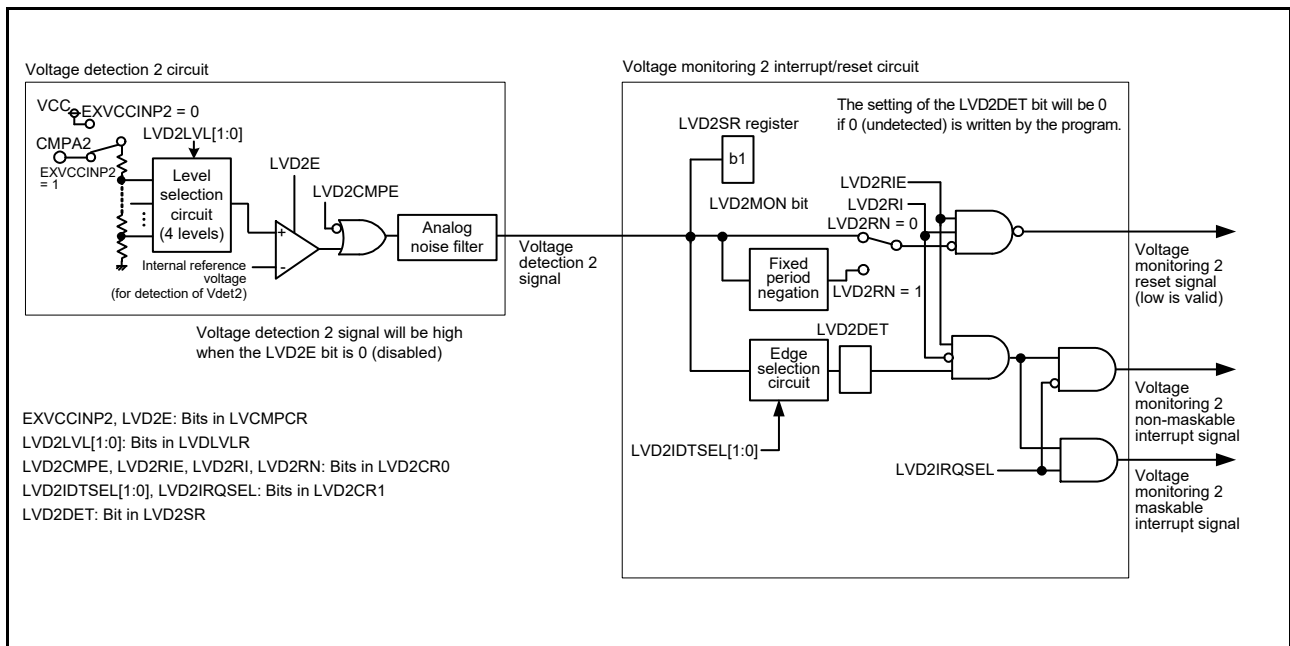 Voltage detection 2 circuit
VCC
EXVCCINP2 = 0
LVD2LVL[1:0]
CMPA2
EXVCCINP2
= 1
Level
selection
circuit
(4 levels)
LVD2E
LVD2CMPE
+
-
Internal reference
voltage
(for detection of Vdet2)
Analog
noise filter
Voltage
detection 2
signal
Voltage detection 2 signal will be high
when the LVD2E bit is 0 (disabled)
Voltage monitoring 2 interrupt/reset circuit
The setting of the LVD2DET bit will be 0
if 0 (undetected) is written by the program.
LVD2SR register
b1
LVD2MON bit
LVD2RIE
LVD2RI
LVD2RN = 0
Fixed
period
negation
LVD2RN = 1
LVD2DET
Edge
selection
circuit
LVD2IDTSEL[1:0]
LVD2IRQSEL
Voltage
monitoring 2
reset signal
(low is valid)
Voltage
monitoring 2
non-maskable
interrupt signal
Voltage
monitoring 2
maskable
interrupt signal
EXVCCINP2, LVD2E: Bits in LVCMPCR
LVD2LVL[1:0]: Bits in LVDLVLR
LVD2CMPE, LVD2RIE, LVD2RI, LVD2RN: Bits in LVD2CR0
LVD2IDTSEL[1:0], LVD2IRQSEL: Bits in LVD2CR1
LVD2DET: Bit in LVD2SR